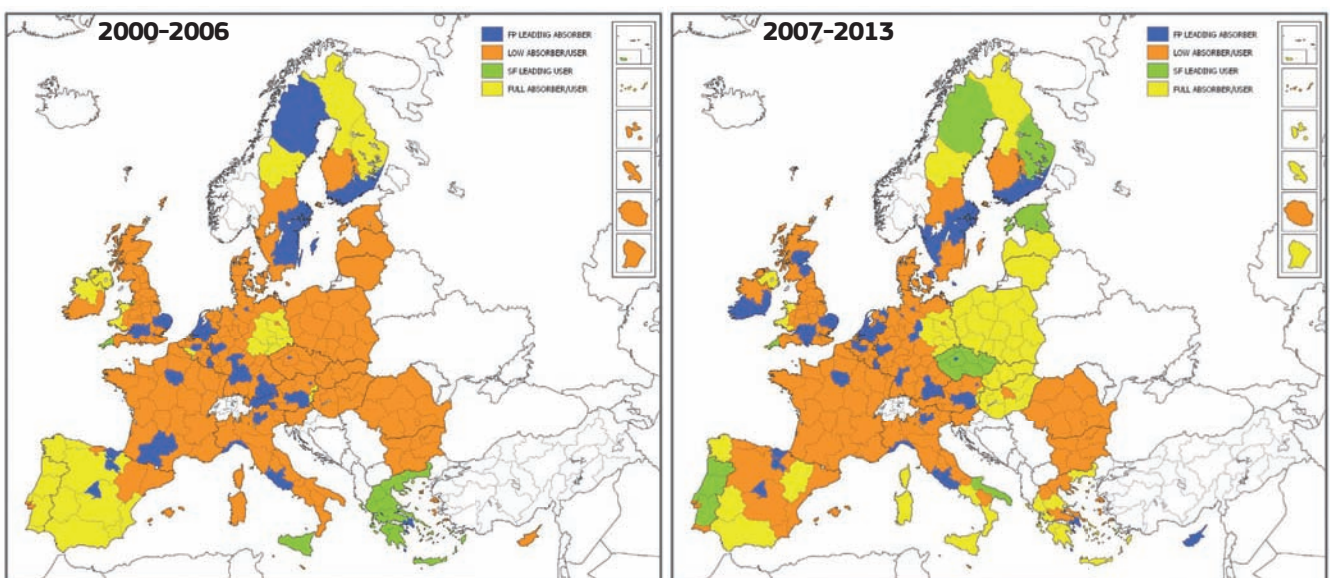 2000-2006
FP LEADING ABSORBER
LOW ABSORBER/USER
SF LEADING USER
FULL ABSORBER/USER
2007-2013
FP LEADING ABSORBER
LOW ABSORBER/USER
SF LEADING USER
FULL ABSORBER/USER